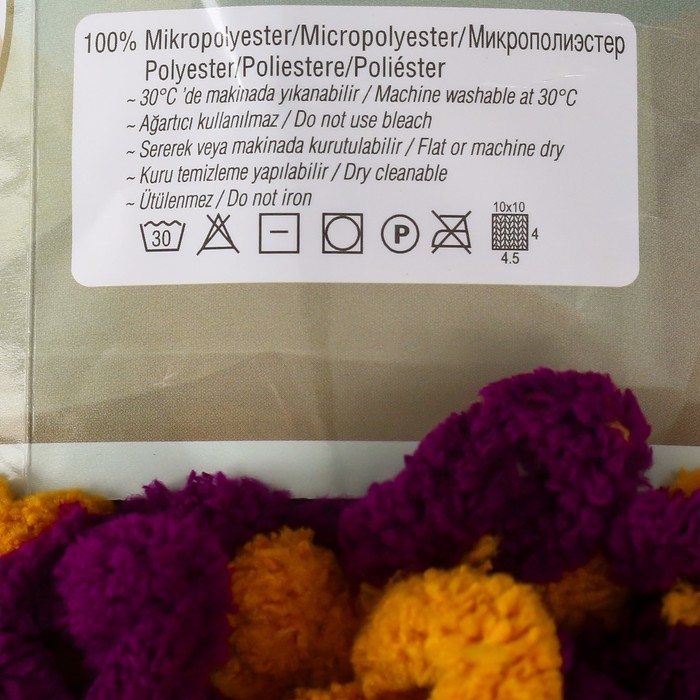 100% Mikropolyester/Micropolyester/Микрополиэстер
Polyester/Poliestere/Poliéster
~ 30°C 'de makinada yıkanabilir / Machine washable at 30°C
~ Ağartıcı kullanılmaz / Do not use bleach
~ Sererek veya makinada kurutulabilir / Flat or machine dry
~ Kuru temizleme yapılabilir / Dry cleanable
~ Ütülenmez / Do not iron
10x10
30 P 4
4.5